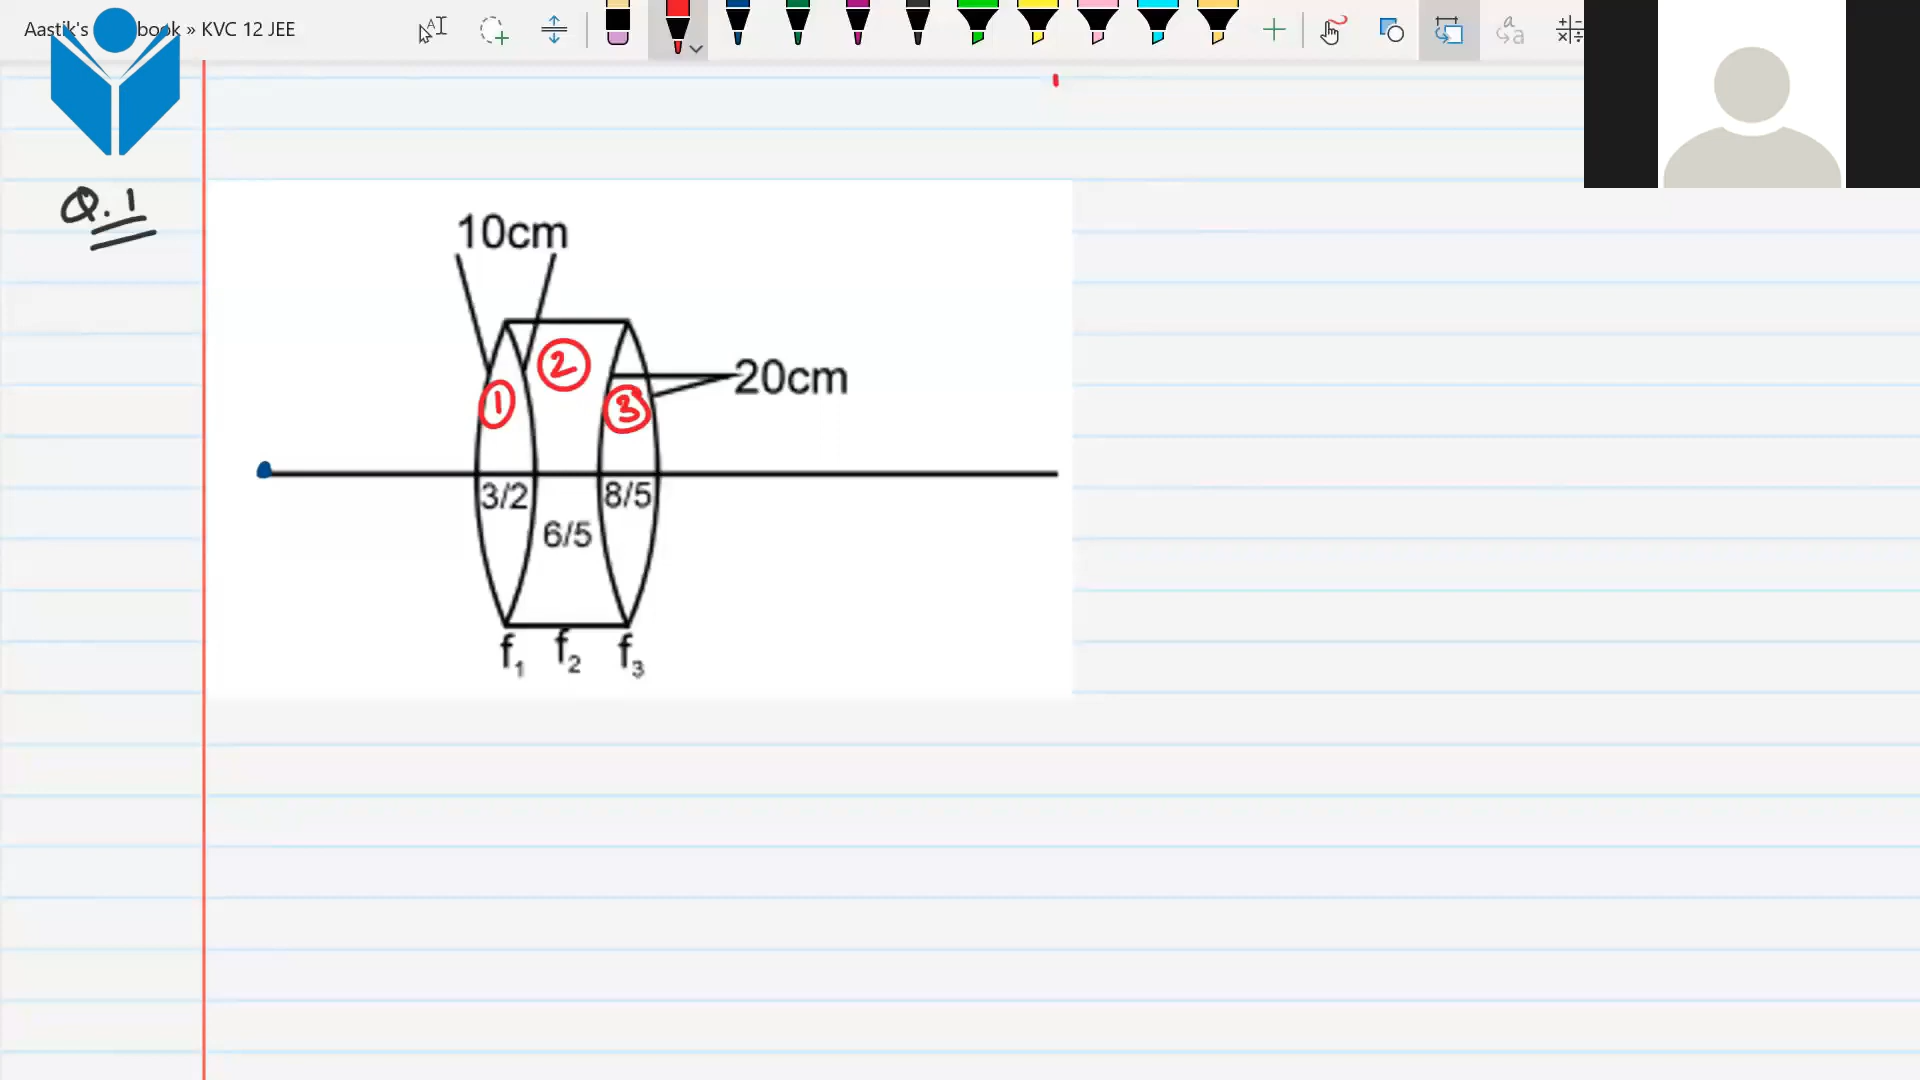 Aastik's book » KVC 12 JEE
Q.1
10cm
2
20cm
1
3
3/2
8/5
6/5
f1 f2 f3